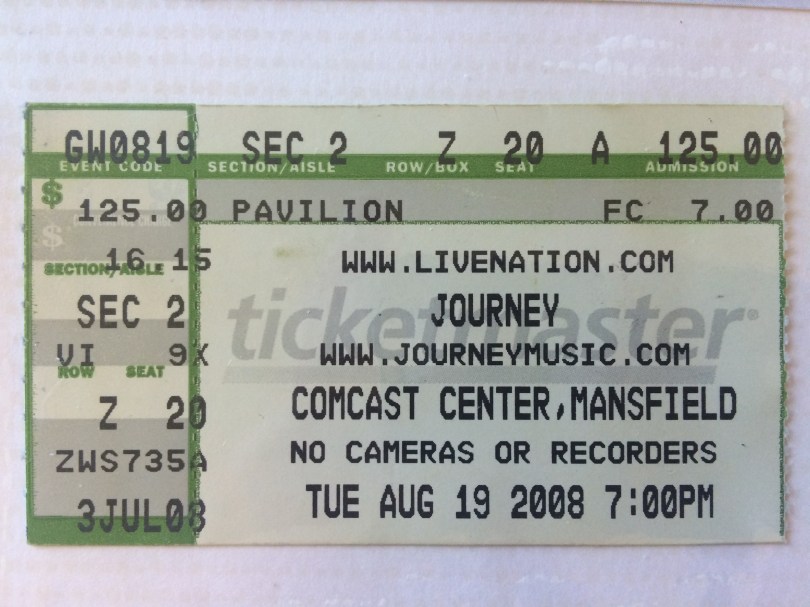 GW0819 SEC 2 Z 20 A 125.00
EVENT CODE SECTION/AISLE ROW/BOX SEAT ADMISSION
$ 125.00 PAVILION FC 7.00
$
16.15
SECTION/AISLE
SEC 2
VI 9X
ROW SEAT
Z 20
ZWS735A
3JUL08
WWW.LIVENATION.COM
JOURNEY
ticketmaster®
WWW.JOURNEYMUSIC.COM
COMCAST CENTER,MANSFIELD
NO CAMERAS OR RECORDERS
TUE AUG 19 2008 7:00PM